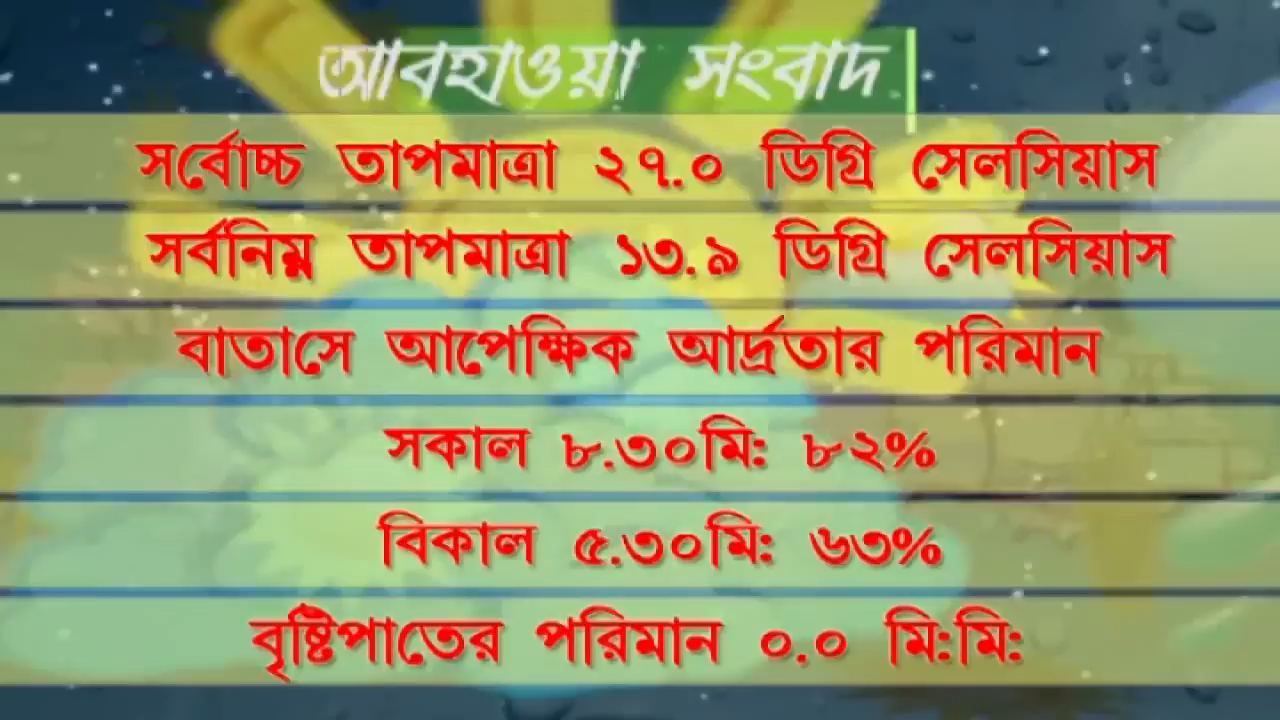 আবহাওয়া সংবাদ
সর্বোচ্চ তাপমাত্রা ২৭.০ ডিগ্রি সেলসিয়াস
সর্বনিম্ন তাপমাত্রা ১৩.৯ ডিগ্রি সেলসিয়াস
বাতাসে আপেক্ষিক আর্দ্রতার পরিমান
সকাল ৮.৩০মি: ৮২%
বিকাল ৫.৩০মি: ৬৩%
বৃষ্টিপাতের পরিমান ০.০ মি:মি: